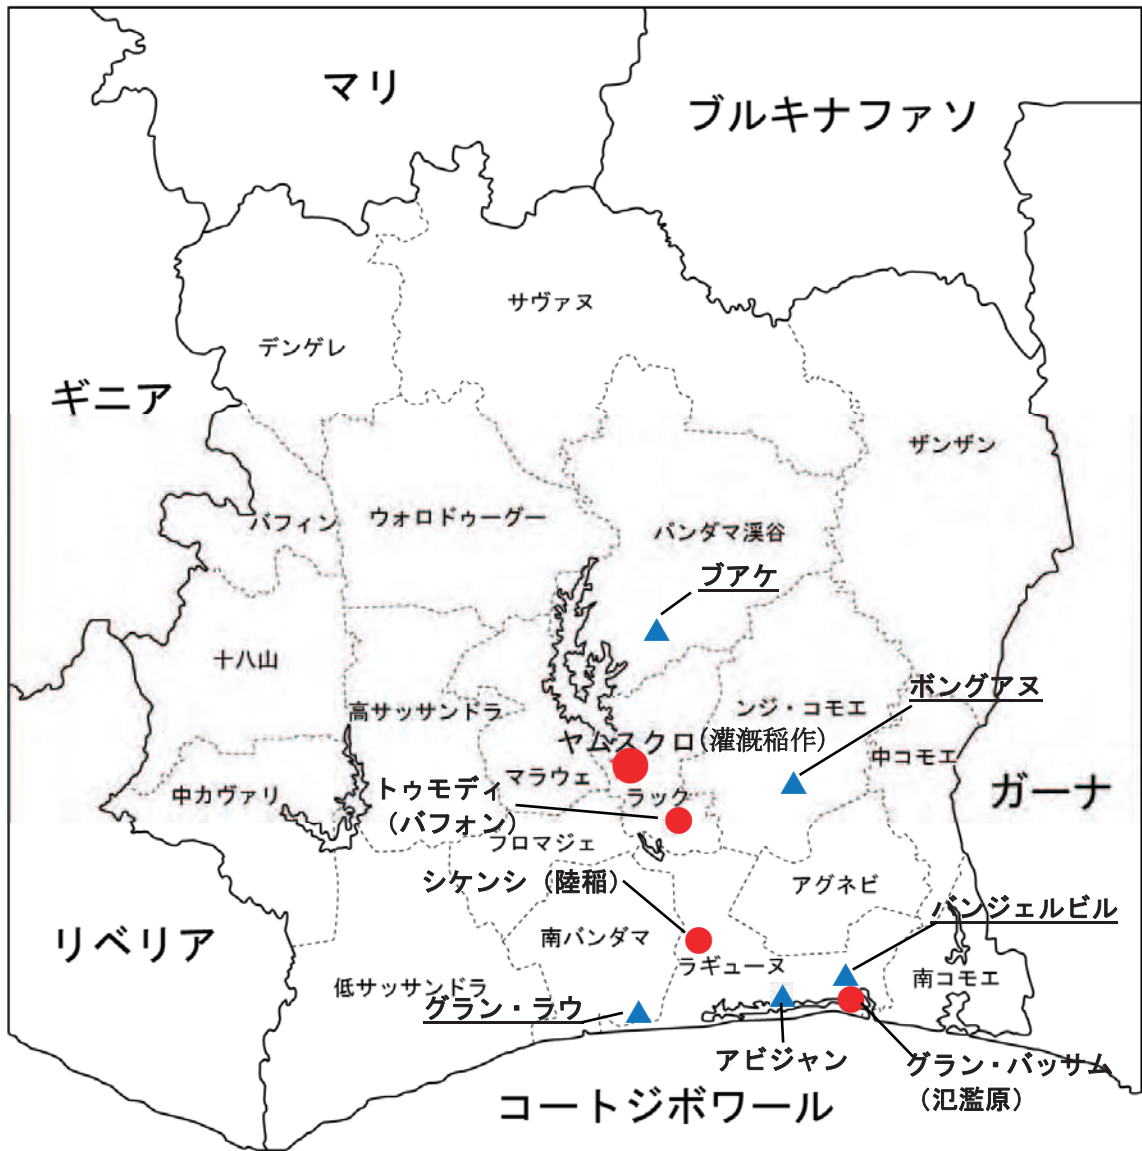 マリ
ブルキナファソ
サヴァヌ
デンゲレ
ギニア
ザンザン
バフィン
ウォロドゥーグー
バンダマ渓谷
ブアケ
十八山
ボングアヌ
高サッサンドラ
ンジ・コモエ
ヤムスクロ(灌漑稲作)
中コモエ
マラウェ
トゥモディ
(バフォン)
ラック
中カヴァリ
ガーナ
フロマジェ
シケンシ (陸稲)
アグネビ
バンジェルビル
リベリア
南バンダマ
ラギューヌ
南コモエ
低サッサンドラ
グラン・ラウ
アビジャン
グラン・バッサム
(氾濫原)
コートジボワール